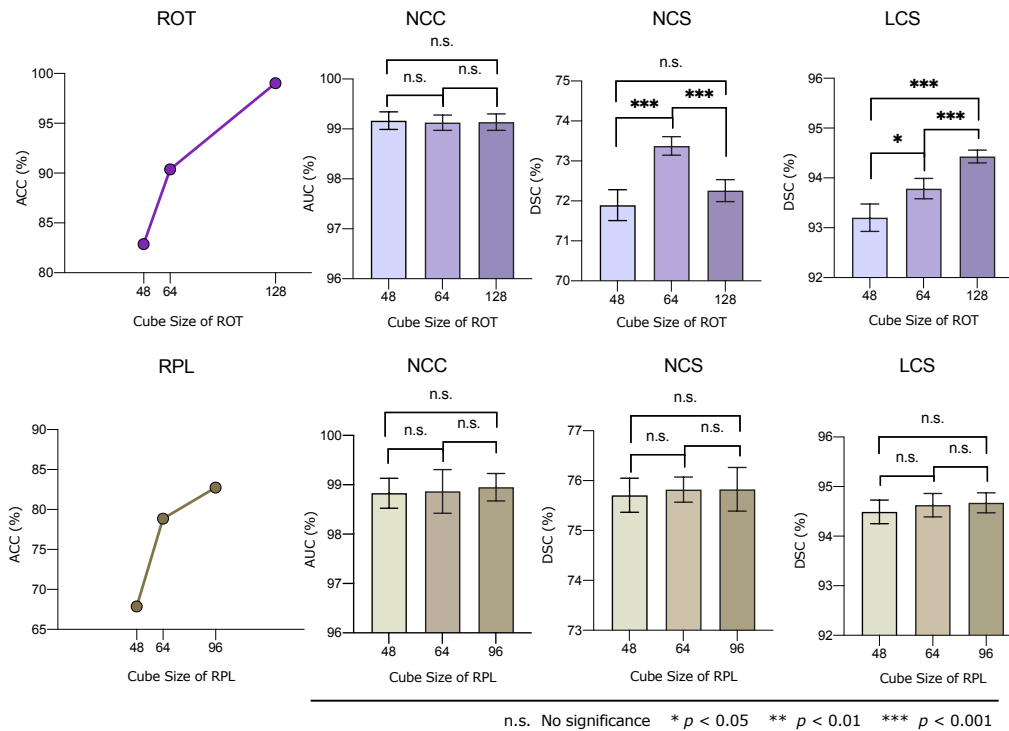 ROT
NCC
NCS
LCS
ACC (%)
100
95
90
85
80
48 64 128
Cube Size of ROT
AUC (%)
100
99
98
97
96
n.s.
n.s. n.s.
48 64 128
Cube Size of ROT
DSC (%)
75
74
73
72
71
70
n.s.
*** ***
48 64 128
Cube Size of ROT
DSC (%)
96
95
94
93
92
***
* ***
48 64 128
Cube Size of ROT
RPL
NCC
NCS
LCS
ACC (%)
90
85
80
75
70
65
48 64 96
Cube Size of RPL
AUC (%)
100
99
98
97
96
n.s.
n.s. n.s.
48 64 96
Cube Size of RPL
DSC (%)
77
76
75
74
73
n.s.
n.s. n.s.
48 64 96
Cube Size of RPL
DSC (%)
96
95
94
93
92
n.s.
n.s. n.s.
48 64 96
Cube Size of RPL
n.s. No significance * p < 0.05 ** p < 0.01 *** p < 0.001